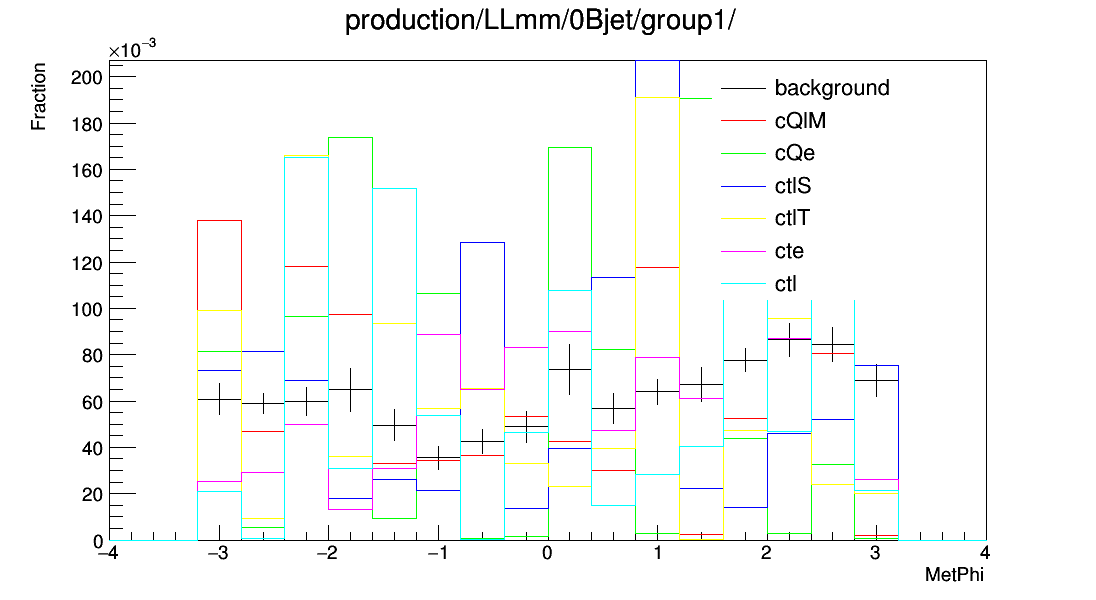 production/LLmm/0Bjet/group1/
×10⁻³
Fraction
200
180
160
140
120
100
80
60
40
20
0
background
cQlM
cQe
ctlS
ctlT
cte
ctl
−4 −3 −2 −1 0 1 2 3 4
MetPhi